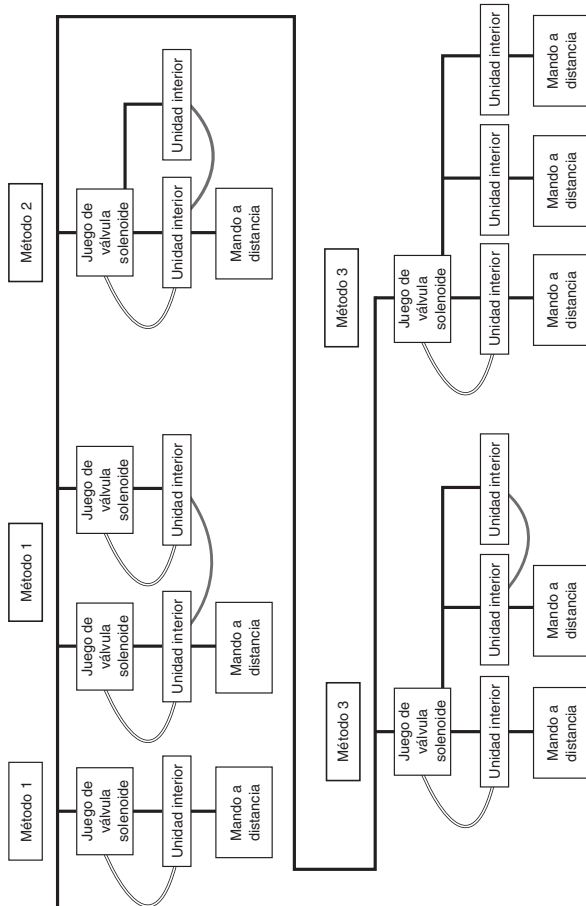 Método 1
Juego de
válvula
solenoide
Unidad interior
Mando a
distancia
Método 1
Juego de
válvula
solenoide
Unidad interior
Mando a
distancia
Juego de
válvula
solenoide
Unidad interior
Método 2
Juego de
válvula
solenoide
Unidad interior
Mando a
distancia
Unidad interior
Método 3
Juego de
válvula
solenoide
Unidad interior
Mando a
distancia
Unidad interior
Mando a
distancia
Unidad interior
Método 3
Juego de
válvula
solenoide
Unidad interior
Mando a
distancia
Unidad interior
Mando a
distancia
Unidad interior
Mando a
distancia